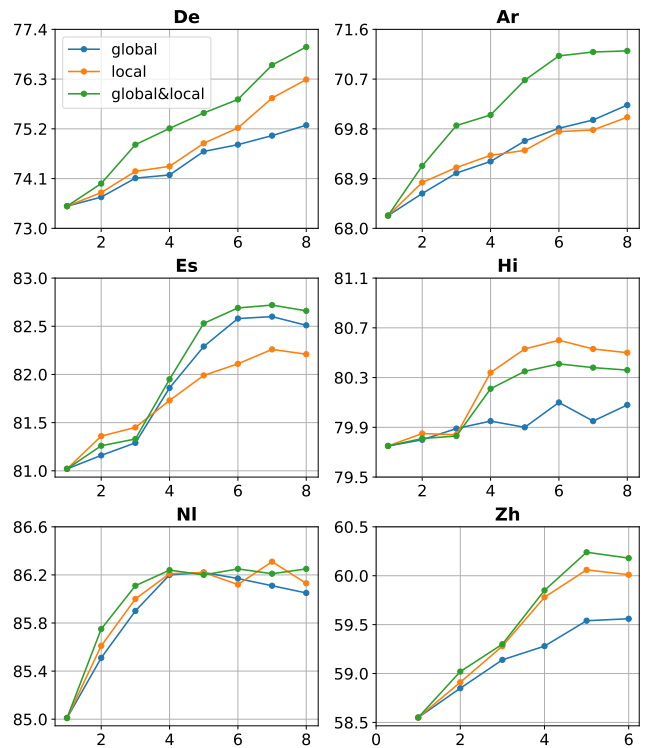 De
77.4
76.3
75.2
74.1
73.0
2 4 6 8
global
local
global&local
Ar
71.6
70.7
69.8
68.9
68.0
2 4 6 8
Es
83.0
82.5
82.0
81.5
81.0
2 4 6 8
Hi
81.1
80.7
80.3
79.9
79.5
2 4 6 8
Nl
86.6
86.2
85.8
85.4
85.0
2 4 6 8
Zh
60.5
60.0
59.5
59.0
58.5
0 2 4 6